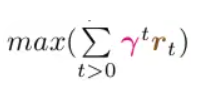 max(∑ γᵗrₜ)
t>0